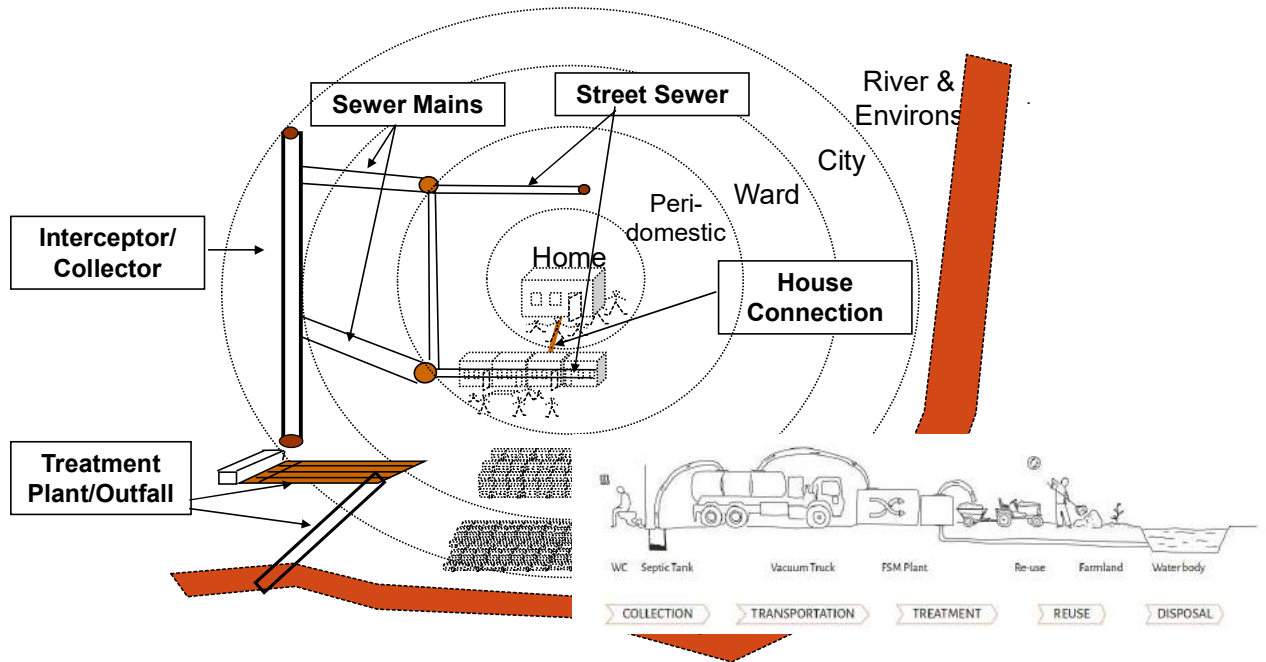 River &
Environs
Street Sewer
Sewer Mains
City
Ward
Peri-
domestic
Interceptor/
Collector
Home
House
Connection
Treatment
Plant/Outfall
WC
Septic Tank
Vacuum Truck
FSM Plant
Re-use
Farmland
Water body
COLLECTION
TRANSPORTATION
TREATMENT
REUSE
DISPOSAL